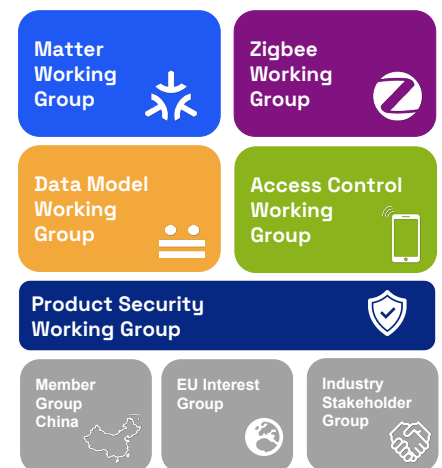 Matter
Working
Group
Zigbee
Working
Group
Data Model
Working
Group
Access Control
Working
Group
Product Security
Working Group
Member
Group
China
EU Interest
Group
Industry
Stakeholder
Group